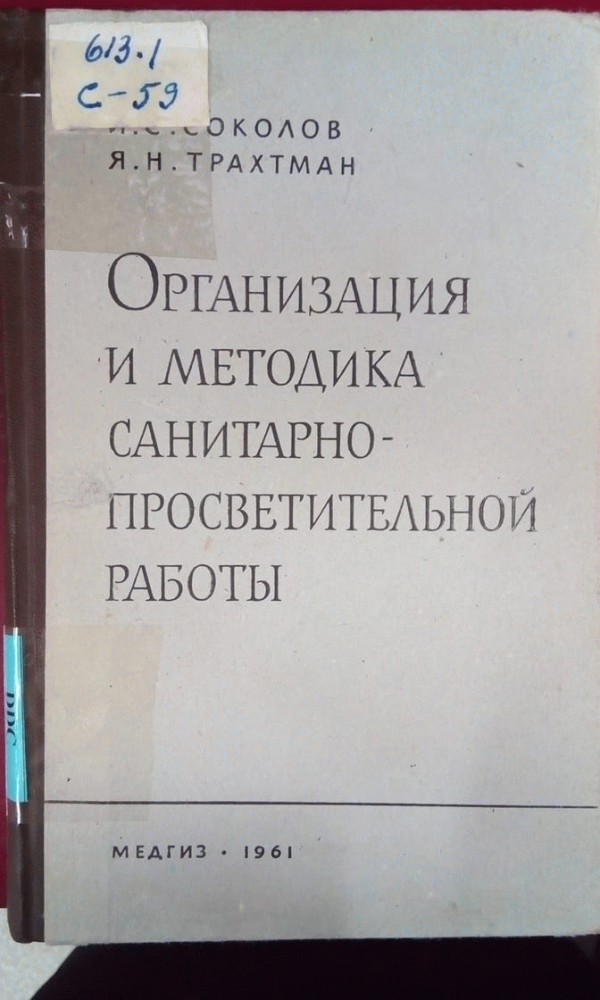 613.1
С-59
И.С.СОКОЛОВ
Я.Н.ТРАХТМАН
ОРГАНИЗАЦИЯ
И МЕТОДИКА
САНИТАРНО-
ПРОСВЕТИТЕЛЬНОЙ
РАБОТЫ
МЕДГИЗ • 1961